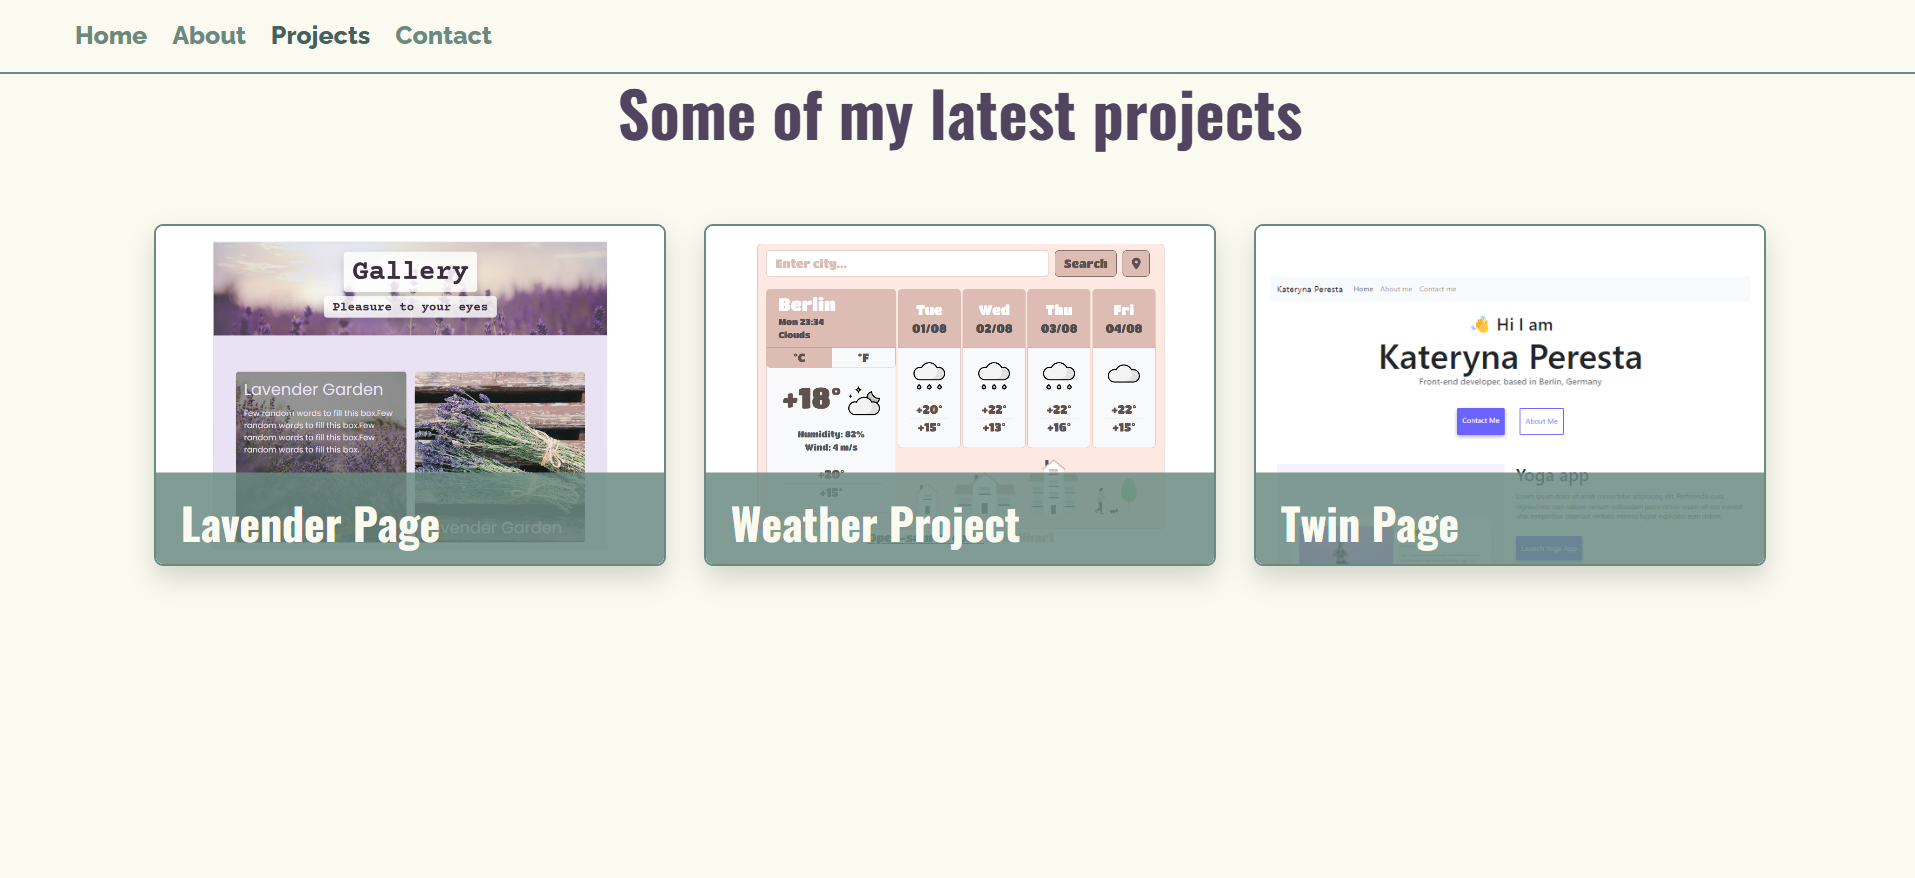 Home About Projects Contact
Some of my latest projects
Gallery
Pleasure to your eyes
Lavender Garden
Few random words to fill this box.Few
random words to fill this box.Few
random words to fill this box.Few
random words to fill this box.
vender Garden
Lavender Page
Enter city...
Search
Berlin
Mon 23:34
Clouds
°C °F
+18°
Humidity: 82%
Wind: 4 m/s
+20°
+15°
Tue
01/08
+20°
+15°
Wed
02/08
+22°
+13°
Thu
03/08
+22°
+16°
Fri
04/08
+22°
+15°
Weather Project
Kateryna Peresta Home About me Contact me
👋 Hi I am
Kateryna Peresta
Front-end developer, based in Berlin, Germany
Contact Me About Me
Yoga app
Launch Yoga App
Twin Page